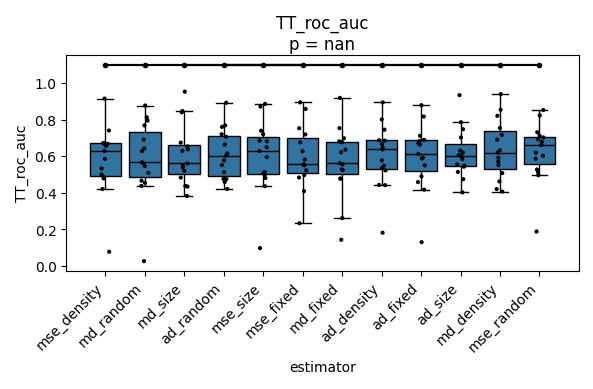 TT_roc_auc
p = nan
TT_roc_auc
1.0
0.8
0.6
0.4
0.2
0.0
mse_density
md_random
md_size
ad_random
mse_size
mse_fixed
md_fixed
ad_density
ad_fixed
ad_size
md_density
mse_random
estimator